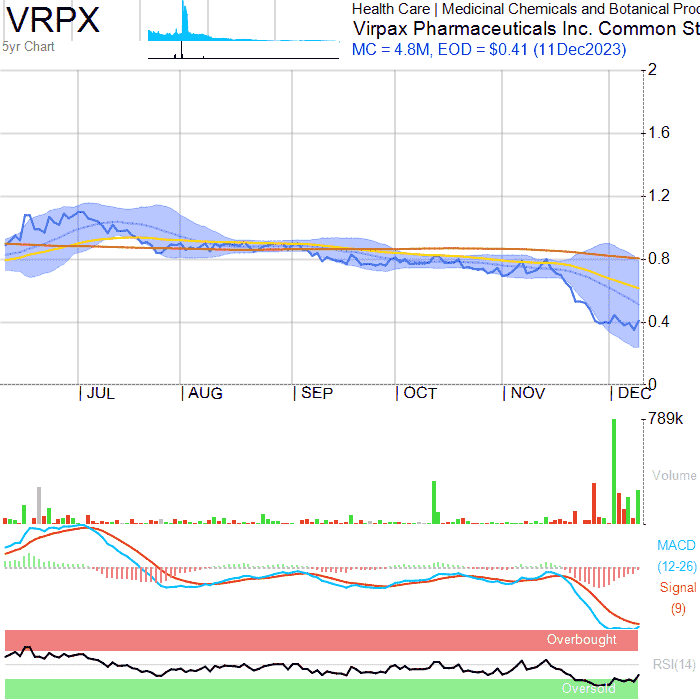 VRPX
5yr Chart
Health Care | Medicinal Chemicals and Botanical Proc
Virpax Pharmaceuticals Inc. Common St
MC = 4.8M, EOD = $0.41 (11Dec2023)
2
1.6
1.2
0.8
0.4
0
| JUL | AUG | SEP | OCT | NOV | DEC
789k
Volume
MACD
(12-26)
Signal
(9)
Overbought
RSI(14)
Oversold